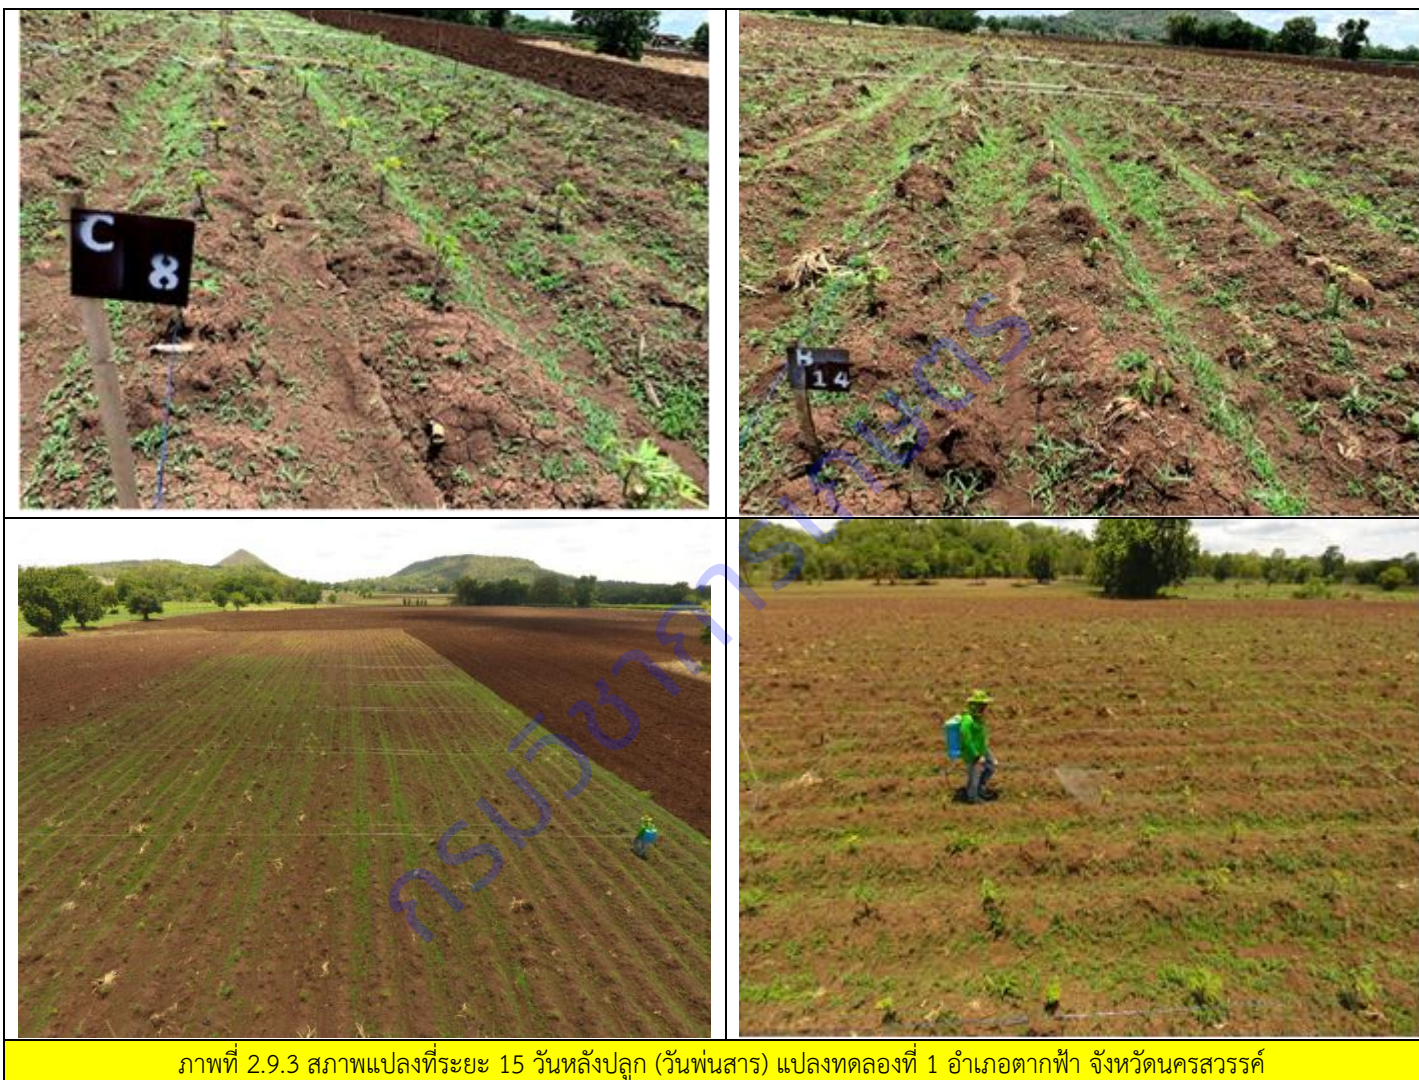 C
8
B
14
กรมวิชาการเกษตร
ภาพที่ 2.9.3 สภาพแปลงที่ระยะ 15 วันหลังปลูก (วันพ่นสาร) แปลงทดลองที่ 1 อำเภอตากฟ้า จังหวัดนครสวรรค์